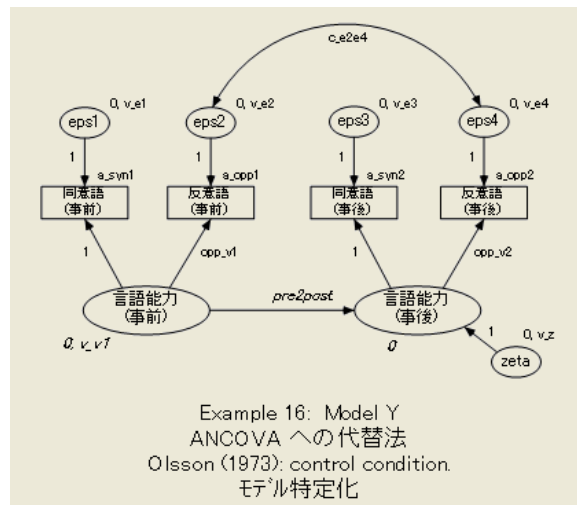 c_e2e4
0, v_e1
0, v_e2
0, v_e3
0, v_e4
eps1
eps2
eps3
eps4
1
1
1
1
a_syn1
a_opp1
a_syn2
a_opp2
同意語
(事前)
反意語
(事前)
同意語
(事後)
反意語
(事後)
1
opp_v1
1
opp_v2
言語能力
(事前)
pre2post
言語能力
(事後)
0, v_v1
0
1
0, v_z
zeta
Example 16: Model Y
ANCOVA への代替法
Olsson (1973): control condition.
モデル特定化